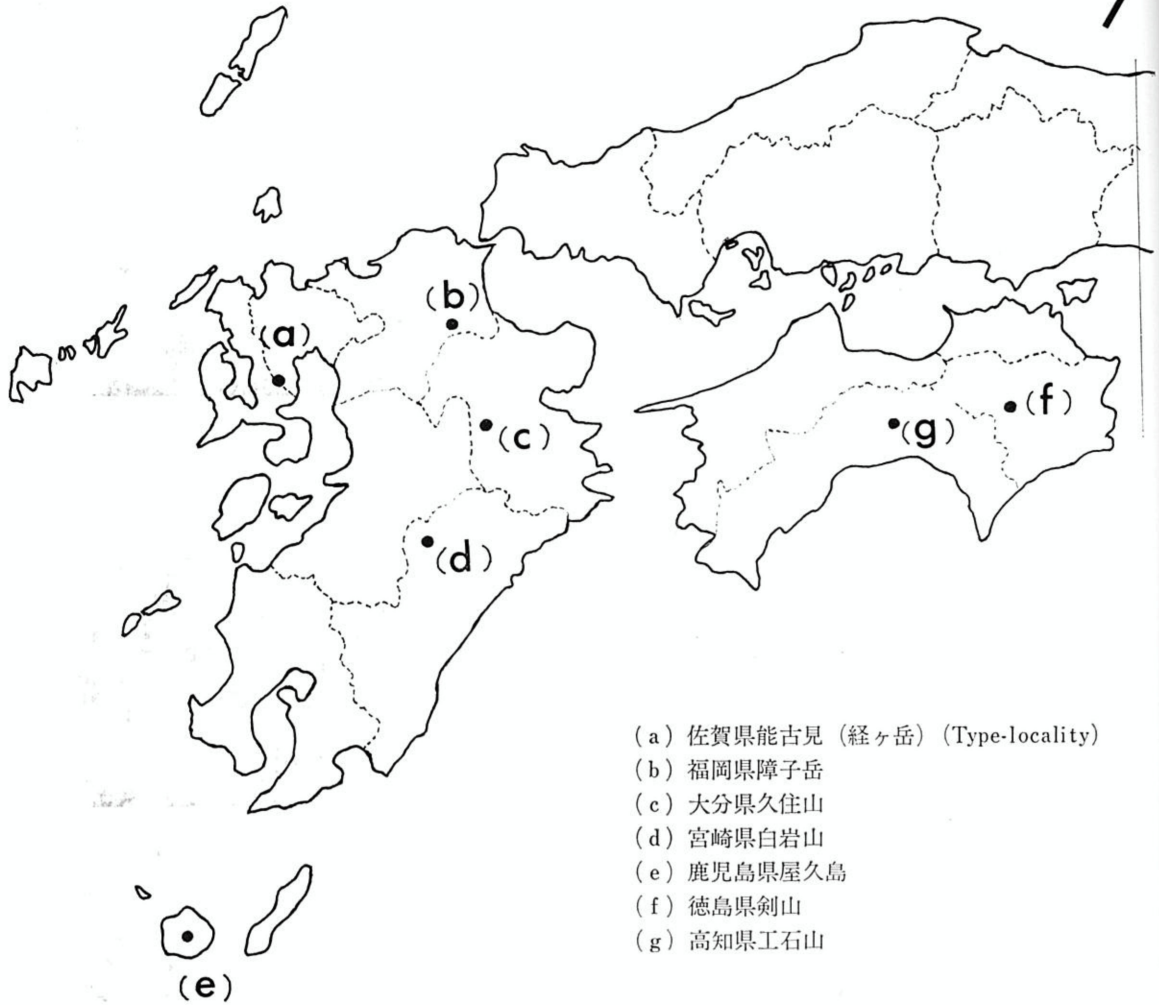 (a)
(b)
(c)
(d)
(e)
(f)
(g)
(a) 佐賀県能古見(経ヶ岳)(Type-locality)
(b) 福岡県障子岳
(c) 大分県久住山
(d) 宮崎県白岩山
(e) 鹿児島県屋久島
(f) 徳島県剣山
(g) 高知県工石山